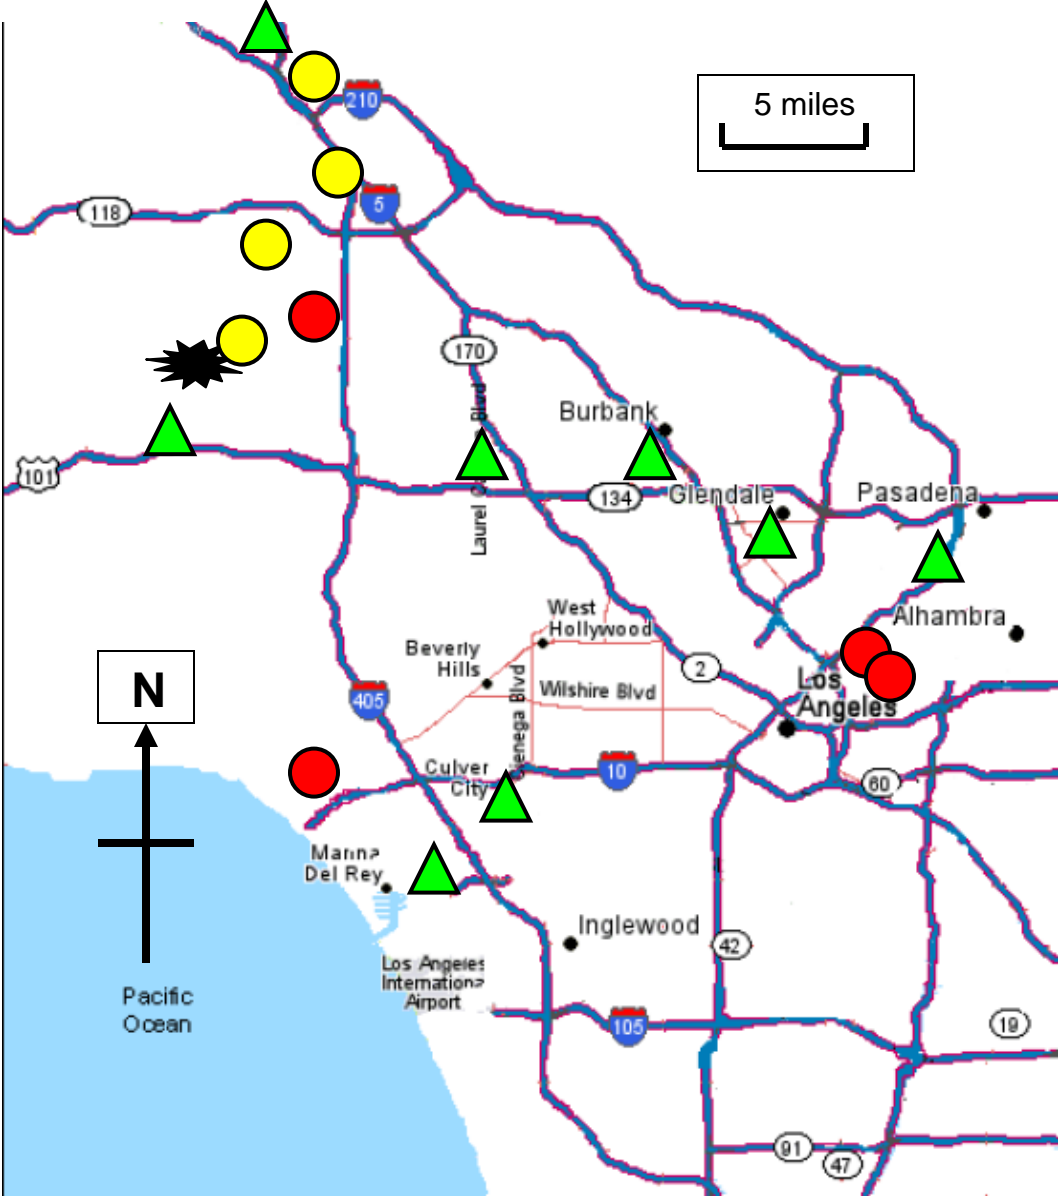 210
5 miles
118
5
170
Blvd
Burbank
101
134
Glendale
Pasadena
Laurel
West
Hollywood
Alhambra
Beverly
Hills
N
2
Los
Angeles
Wilshire Blvd
405
Cienega Blvd
Culver
City
10
60
Marina
Del Rey
Inglewood
42
Los Angeles
Internationa
Airport
Pacific
Ocean
105
19
91
47